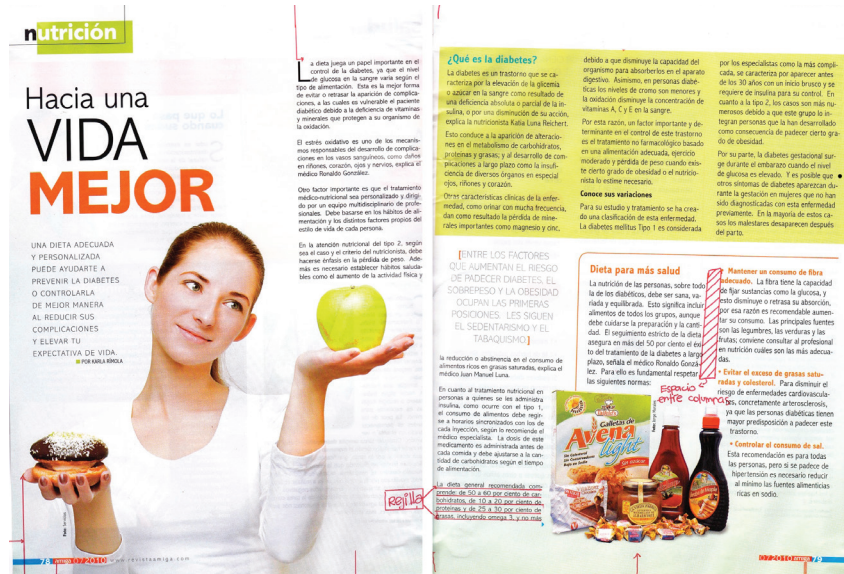 nutrición
Hacia una
VIDA
MEJOR
UNA DIETA ADECUADA
Y PERSONALIZADA
PUEDE AYUDARTE A
PREVENIR LA DIABETES
O CONTROLARLA
DE MEJOR MANERA
AL REDUCIR SUS
COMPLICACIONES
Y ELEVAR TU
EXPECTATIVA DE VIDA.
POR KARLA RÍMOLA
La dieta juega un papel importante en el
control de la diabetes, ya que el nivel
de glucosa en la sangre varía según el
tipo de alimentación. Esta es la mejor forma
de evitar o retrasar la aparición de complica-
ciones, a las cuales es vulnerable el paciente
diabético debido a la deficiencia de vitaminas
y minerales que protegen a su organismo de
la oxidación.
El estrés oxidativo es uno de los mecanis-
mos responsables del desarrollo de complica-
ciones en los vasos sanguíneos, como daños
en riñones, corazón, ojos y nervios, explica el
médico Ronaldo González.
Otro factor importante es que el tratamiento
médico-nutricional sea personalizado y dirigi-
do por un equipo multidisciplinario de profe-
sionales. Debe basarse en los hábitos de ali-
mentación y los distintos factores propios del
estilo de vida de cada persona.
En la atención nutricional del tipo 2, según
sea el caso y el criterio del nutricionista, debe
hacerse énfasis en la pérdida de peso. Ade-
más es necesario establecer hábitos saluda-
bles como el aumento de la actividad física y
78 amiga 072010 www.revistaamiga.com
¿Qué es la diabetes?
La diabetes es un trastorno que se ca-
racteriza por la elevación de la glicemia
o azúcar en la sangre como resultado de
una deficiencia absoluta o parcial de la in-
sulina, o por una disminución de su acción,
explica la nutricionista Katia Luna Reichert.
Esto conduce a la aparición de alteracio-
nes en el metabolismo de carbohidratos,
proteínas y grasas; y al desarrollo de com-
plicaciones a largo plazo como la insufi-
ciencia de diversos órganos en especial
ojos, riñones y corazón.
Otras características clínicas de la enfer-
medad, como orinar con mucha frecuencia,
dan como resultado la pérdida de mine-
rales importantes como magnesio y zinc,
debido a que disminuye la capacidad del
organismo para absorberlos en el aparato
digestivo. Asimismo, en personas diabé-
ticas los niveles de cromo son menores y
la oxidación disminuye la concentración de
vitaminas A, C y E en la sangre.
Por esta razón, un factor importante y de-
terminante en el control de este trastorno
es el tratamiento no farmacológico basado
en una alimentación adecuada, ejercicio
moderado y pérdida de peso cuando exis-
te cierto grado de obesidad o el nutricio-
nista lo estime necesario.
Conoce sus variaciones
Para su estudio y tratamiento se ha crea-
do una clasificación de esta enfermedad.
La diabetes mellitus Tipo 1 es considerada
por los especialistas como la más compli-
cada, se caracteriza por aparecer antes
de los 30 años con un inicio brusco y se
requiere de insulina para su control. En
cuanto a la tipo 2, los casos son más nu-
merosos debido a que este grupo lo in-
tegran personas que la han desarrollado
como consecuencia de padecer cierto gra-
do de obesidad.
Por su parte, la diabetes gestacional sur-
ge durante el embarazo cuando el nivel
de glucosa es elevado. Y es posible que
otros síntomas de diabetes aparezcan du-
rante la gestación en mujeres que no han
sido diagnosticadas con esta enfermedad
previamente. En la mayoría de estos ca-
sos los malestares desaparecen después
del parto.
[ENTRE LOS FACTORES
QUE AUMENTAN EL RIESGO
DE PADECER DIABETES, EL
SOBREPESO Y LA OBESIDAD
OCUPAN LAS PRIMERAS
POSICIONES. LES SIGUEN
EL SEDENTARISMO Y EL
TABAQUISMO]
la reducción o abstinencia en el consumo de
alimentos ricos en grasas saturadas, explica el
médico Juan Manuel Luna.
En cuanto al tratamiento nutricional en
personas a quienes se les administra
insulina, como ocurre con el tipo 1,
el consumo de alimentos debe regir-
se a horarios sincronizados con los de
cada inyección, según lo recomiende el
médico especialista. La dosis de este
medicamento es administrada antes de
cada comida y debe ajustarse a la can-
tidad de carbohidratos según el tiempo
de alimentación.
La dieta general recomendada com-
prende: de 50 a 60 por ciento de car-
bohidratos, de 10 a 20 por ciento de
proteínas y de 25 a 30 por ciento de
grasas, incluyendo omega 3, y no más
Rejilla
Dieta para más salud
La nutrición de las personas, sobre todo
la de los diabéticos, debe ser sana, va-
riada y equilibrada. Esto significa incluir
alimentos de todos los grupos, aunque
debe cuidarse la preparación y la canti-
dad. El seguimiento estricto de la dieta
asegura en más del 50 por ciento el éxi-
to del tratamiento de la diabetes a largo
plazo, señala el médico Ronaldo Gonzá-
lez. Para ello es fundamental respetar
las siguientes normas:
Espacio
entre columnas
Mantener un consumo de fibra
adecuado. La fibra tiene la capacidad
de fijar sustancias como la glucosa, y
esto disminuye o retrasa su absorción,
por esa razón es recomendable aumen-
tar su consumo. Las principales fuentes
son las legumbres, las verduras y las
frutas; conviene consultar al profesional
en nutrición cuáles son las más adecua-
das.
• Evitar el exceso de grasas satu-
radas y colesterol. Para disminuir el
riesgo de enfermedades cardiovascula-
res, concretamente arterosclerosis,
ya que las personas diabéticas tienen
mayor predisposición a padecer este
trastorno.
• Controlar el consumo de sal.
Esta recomendación es para todas
las personas, pero si se padece de
hipertensión es necesario reducir
al mínimo las fuentes alimenticias
ricas en sodio.
Galletas de
Avena
light
072010 amiga 79